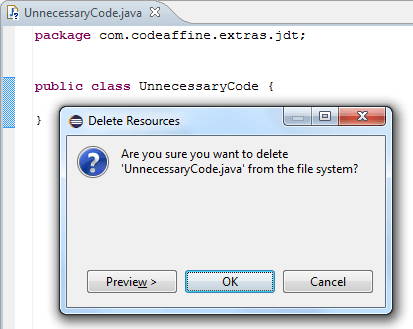 UnnecessaryCode.java
package com.codeaffine.extras.jdt;
public class UnnecessaryCode {
}
Delete Resources
Are you sure you want to delete
'UnnecessaryCode.java' from the file system?
Preview >
OK
Cancel